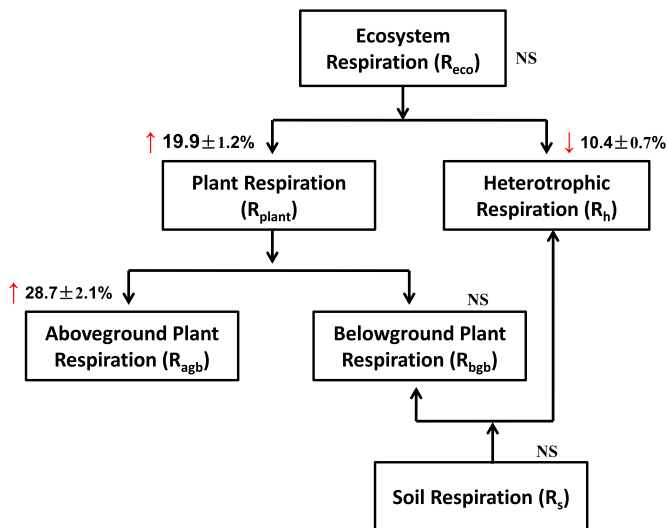 Ecosystem
Respiration (Reco)
NS
↑ 19.9±1.2%
↓ 10.4±0.7%
Plant Respiration
(Rplant)
Heterotrophic
Respiration (Rh)
↑ 28.7±2.1%
NS
Aboveground Plant
Respiration (Ragb)
Belowground Plant
Respiration (Rbgb)
NS
Soil Respiration (Rs)